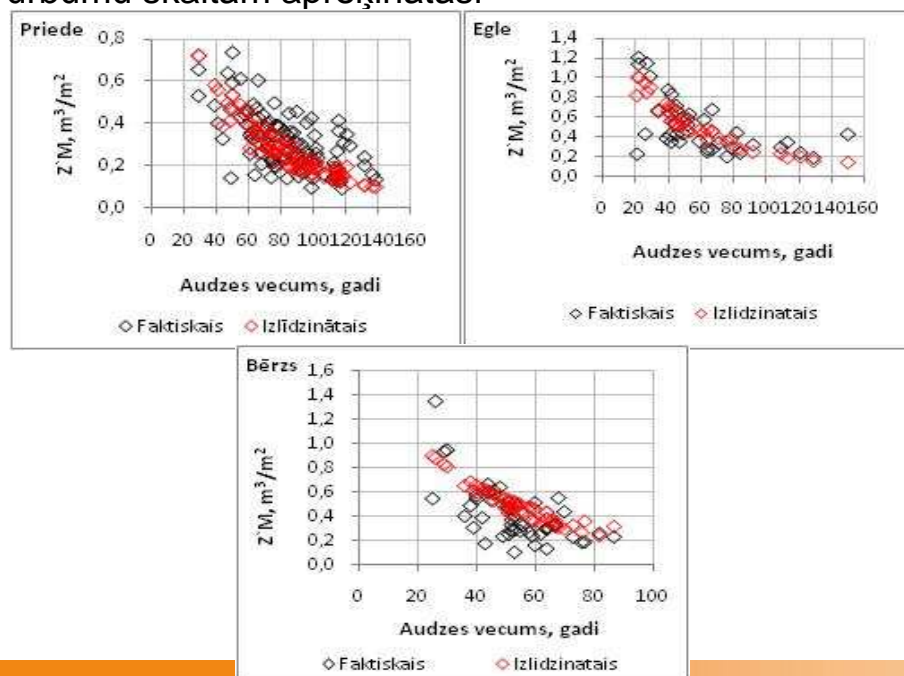 urbumu skaitam aprēķinātās.
Priede
0,8
0,6
0,4
0,2
0,0
Z`M, m³/m²
0 20 40 60 80 100120140160
Audzes vecums, gadi
Faktiskais Izlīdzinātais
Egle
1,4
1,2
1,0
0,8
0,6
0,4
0,2
0,0
Z`M, m³/m²
0 20 40 60 80 100120140160
Audzes vecums, gadi
Faktiskais Izlidzinatais
Bērzs
1,6
1,4
1,2
1,0
0,8
0,6
0,4
0,2
0,0
Z`M, m³/m²
0 20 40 60 80 100
Audzes vecums, gadi
Faktiskais Izlidzinatais